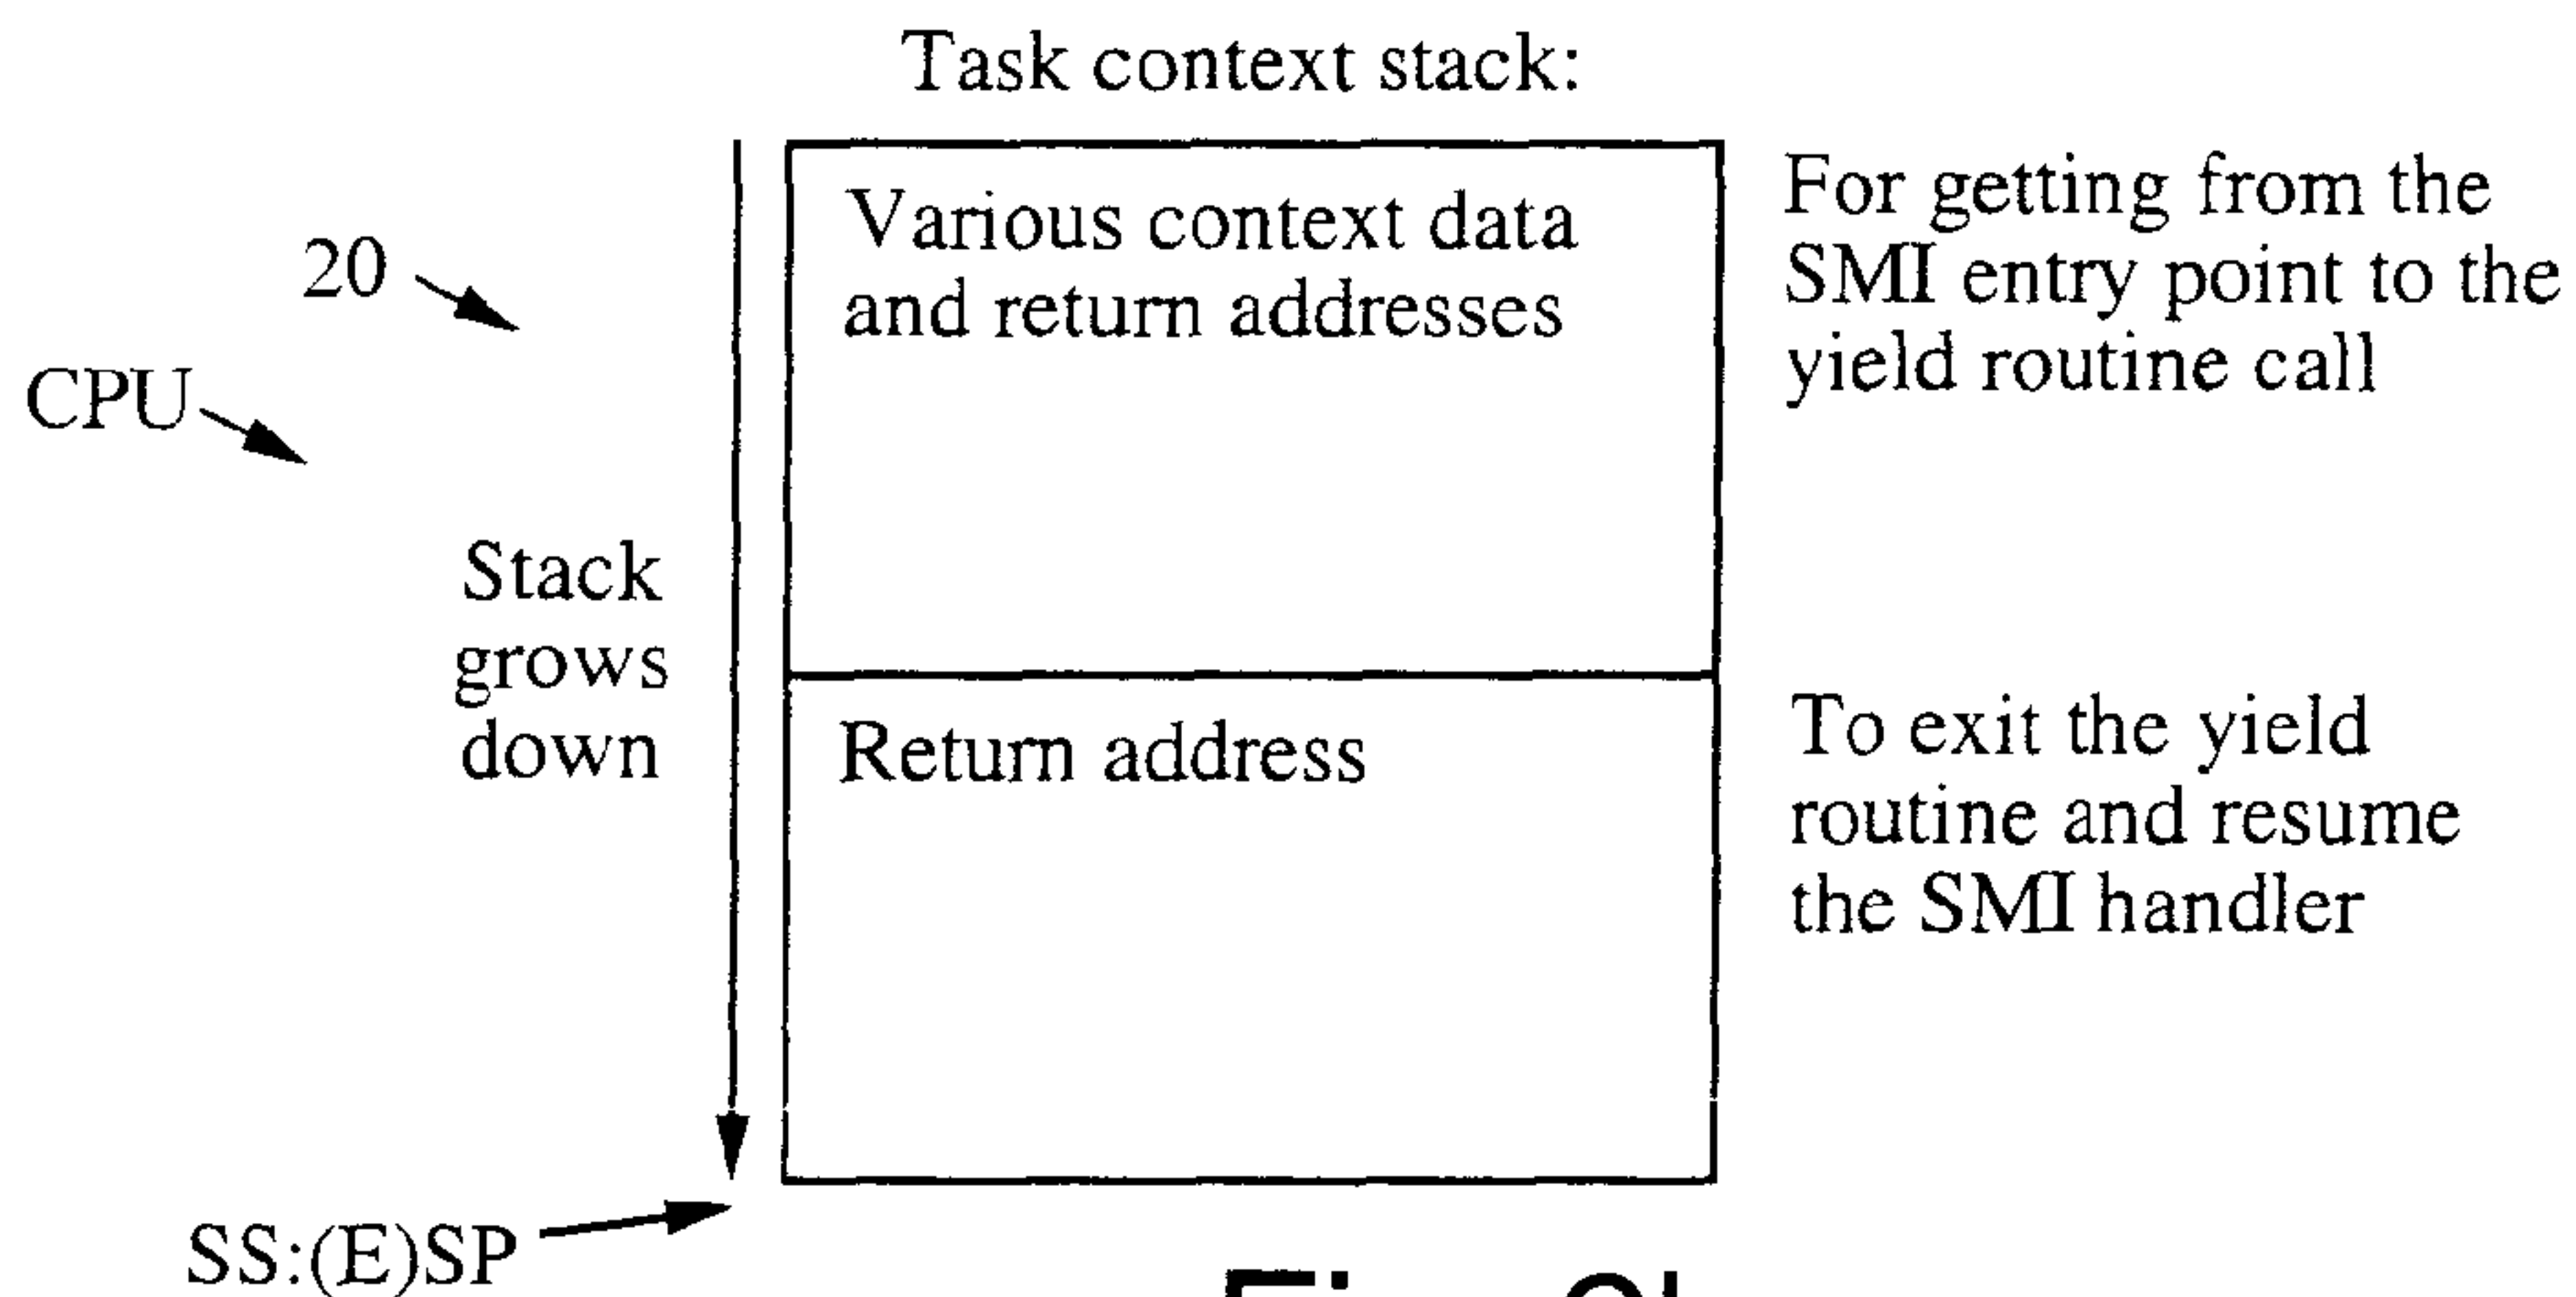 Task context stack:
Various context data
and return addresses
For getting from the
SMI entry point to the
yield routine call
20
CPU
Stack
grows
down
Return address
To exit the yield
routine and resume
the SMI handler
SS:(E)SP